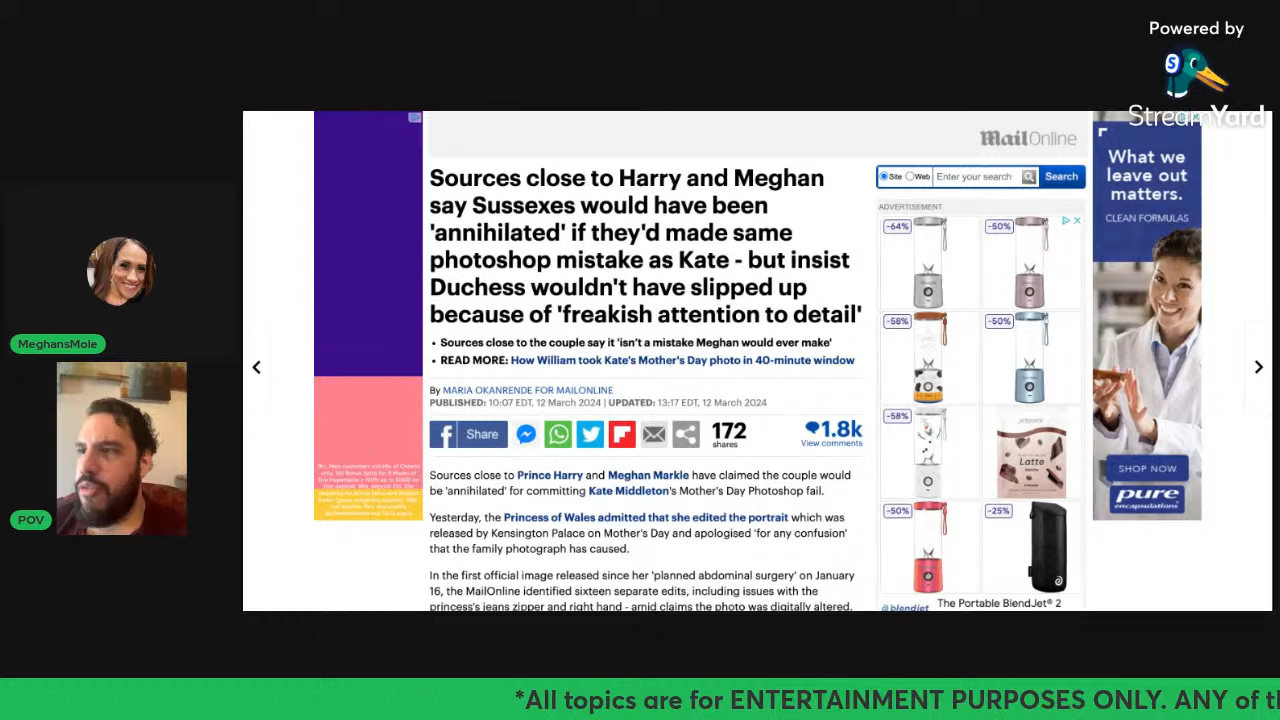 Powered by
StreamYard
MailOnline
Sources close to Harry and Meghan
say Sussexes would have been
'annihilated' if they'd made same
photoshop mistake as Kate - but insist
Duchess wouldn't have slipped up
because of 'freakish attention to detail'
• Sources close to the couple say it 'isn't a mistake Meghan would ever make'
• READ MORE: How William took Kate's Mother's Day photo in 40-minute window
By MARIA OKANRENDE FOR MAILONLINE
PUBLISHED: 10:07 EDT, 12 March 2024 | UPDATED: 13:17 EDT, 12 March 2024
Share
172
shares
1.8k
View comments
Sources close to Prince Harry and Meghan Markle have claimed the couple would
be 'annihilated' for committing Kate Middleton's Mother's Day Photoshop fail.
Yesterday, the Princess of Wales admitted that she edited the portrait which was
released by Kensington Palace on Mother's Day and apologised 'for any confusion'
that the family photograph has caused.
In the first official image released since her 'planned abdominal surgery' on January
16, the MailOnline identified sixteen separate edits, including issues with the
princess's jeans zipper and right hand - amid claims the photo was digitally altered.
Site Web Enter your search Search
ADVERTISEMENT
-64% -50%
-58% -50%
-58%
Latte
-50% -25%
blendjet The Portable BlendJet® 2
What we
leave out
matters.
CLEAN FORMULAS
SHOP NOW
pure
encapsulations
MeghansMole
POV
*All topics are for ENTERTAINMENT PURPOSES ONLY. ANY of